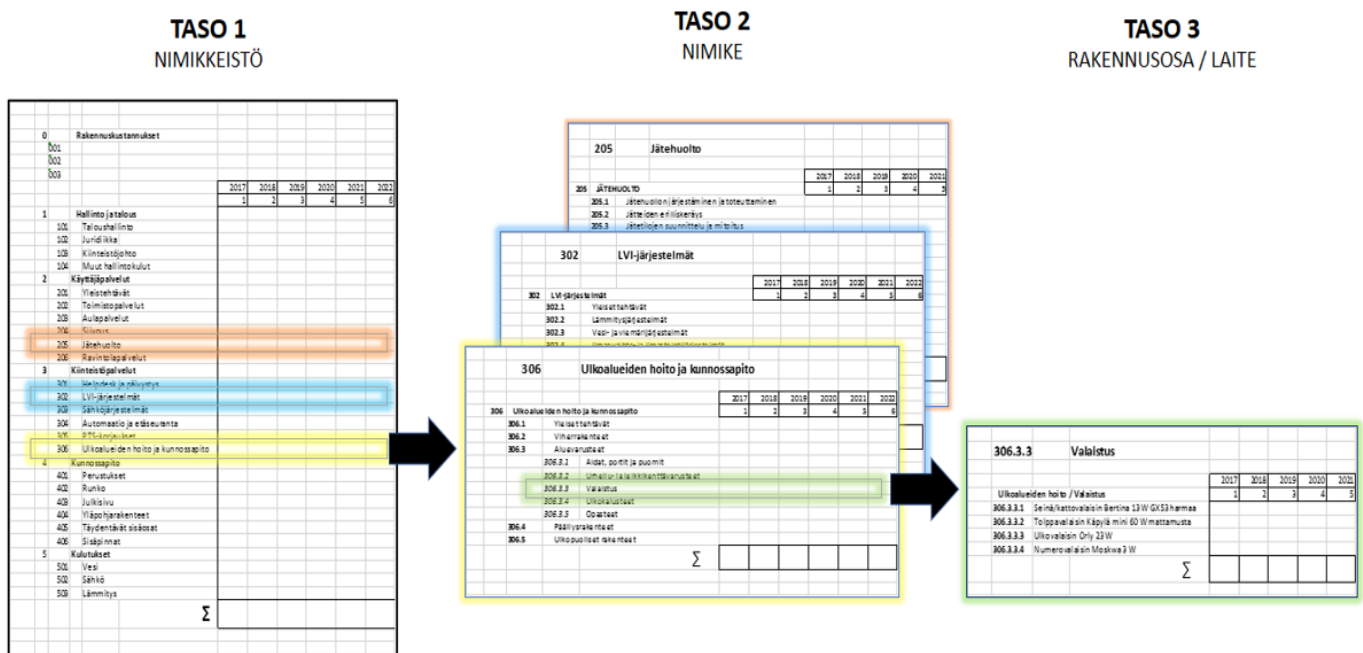 TASO 1
NIMIKKEISTÖ
0 Rakennuskustannukset
001
002
003
2017 2018 2019 2020 2021 2022
1 2 3 4 5 6
1 Hallinto ja talous
101 Taloushallinto
102 Juridiikka
103 Kiinteistöjohto
104 Muut hallintokulut
2 Käyttäjäpalvelut
201 Yleistehtävät
202 Toimistopalvelut
203 Aulapalvelut
204 Siivous
205 Jätehuolto
206 Ravintolapalvelut
3 Kiinteistöpalvelut
301 Helpdesk ja päivystys
302 LVI-järjestelmät
303 Sähköjärjestelmät
304 Automaatio ja etäseuranta
305 PTS-korjaukset
306 Ulkoalueiden hoito ja kunnossapito
4 Kunnossapito
401 Perustukset
402 Runko
403 Julkisivu
404 Yläpohjarakenteet
405 Täydentävät sisäosat
406 Sisäpinnat
5 Kulutukset
501 Vesi
502 Sähkö
503 Lämmitys
Σ
TASO 2
NIMIKE
205 Jätehuolto
2017 2018 2019 2020 2021
205 JÄTEHUOLTO 1 2 3 4 5
205.1 Jätehuollon järjestäminen ja toteuttaminen
205.2 Jätteiden erilliskeräys
205.3 Jätetilojen suunnittelu ja mitoitus
302 LVI-järjestelmät
2017 2018 2019 2020 2021 2022
302 LVI-järjestelmät 1 2 3 4 5 6
302.1 Yleiset tehtävät
302.2 Lämmitysjärjestelmät
302.3 Vesi- ja viemärijärjestelmät
302.4
306 Ulkoalueiden hoito ja kunnossapito
2017 2018 2019 2020 2021 2022
306 Ulkoalueiden hoito ja kunnossapito 1 2 3 4 5 6
306.1 Yleiset tehtävät
306.2 Viherrakenteet
306.3 Aluevarusteet
306.3.1 Aidat, portit ja puomit
306.3.2 Urheilu- ja leikkikenttävarusteet
306.3.3 Valaistus
306.3.4 Ulkokalusteet
306.3.5 Opasteet
306.4 Päällysrakenteet
306.5 Ulkopuoliset rakenteet
Σ
TASO 3
RAKENNUSOSA / LAITE
306.3.3 Valaistus
2017 2018 2019 2020 2021
Ulkoalueiden hoito / Valaistus 1 2 3 4 5
306.3.3.1 Seinä/kattovalaisin Bertina 13 W GX53 harmaa
306.3.3.2 Tolppavalaisin Käpylä mini 60 W mattamusta
306.3.3.3 Ulkovalaisin Orly 23 W
306.3.3.4 Numerovalaisin Moskwa 3 W
Σ